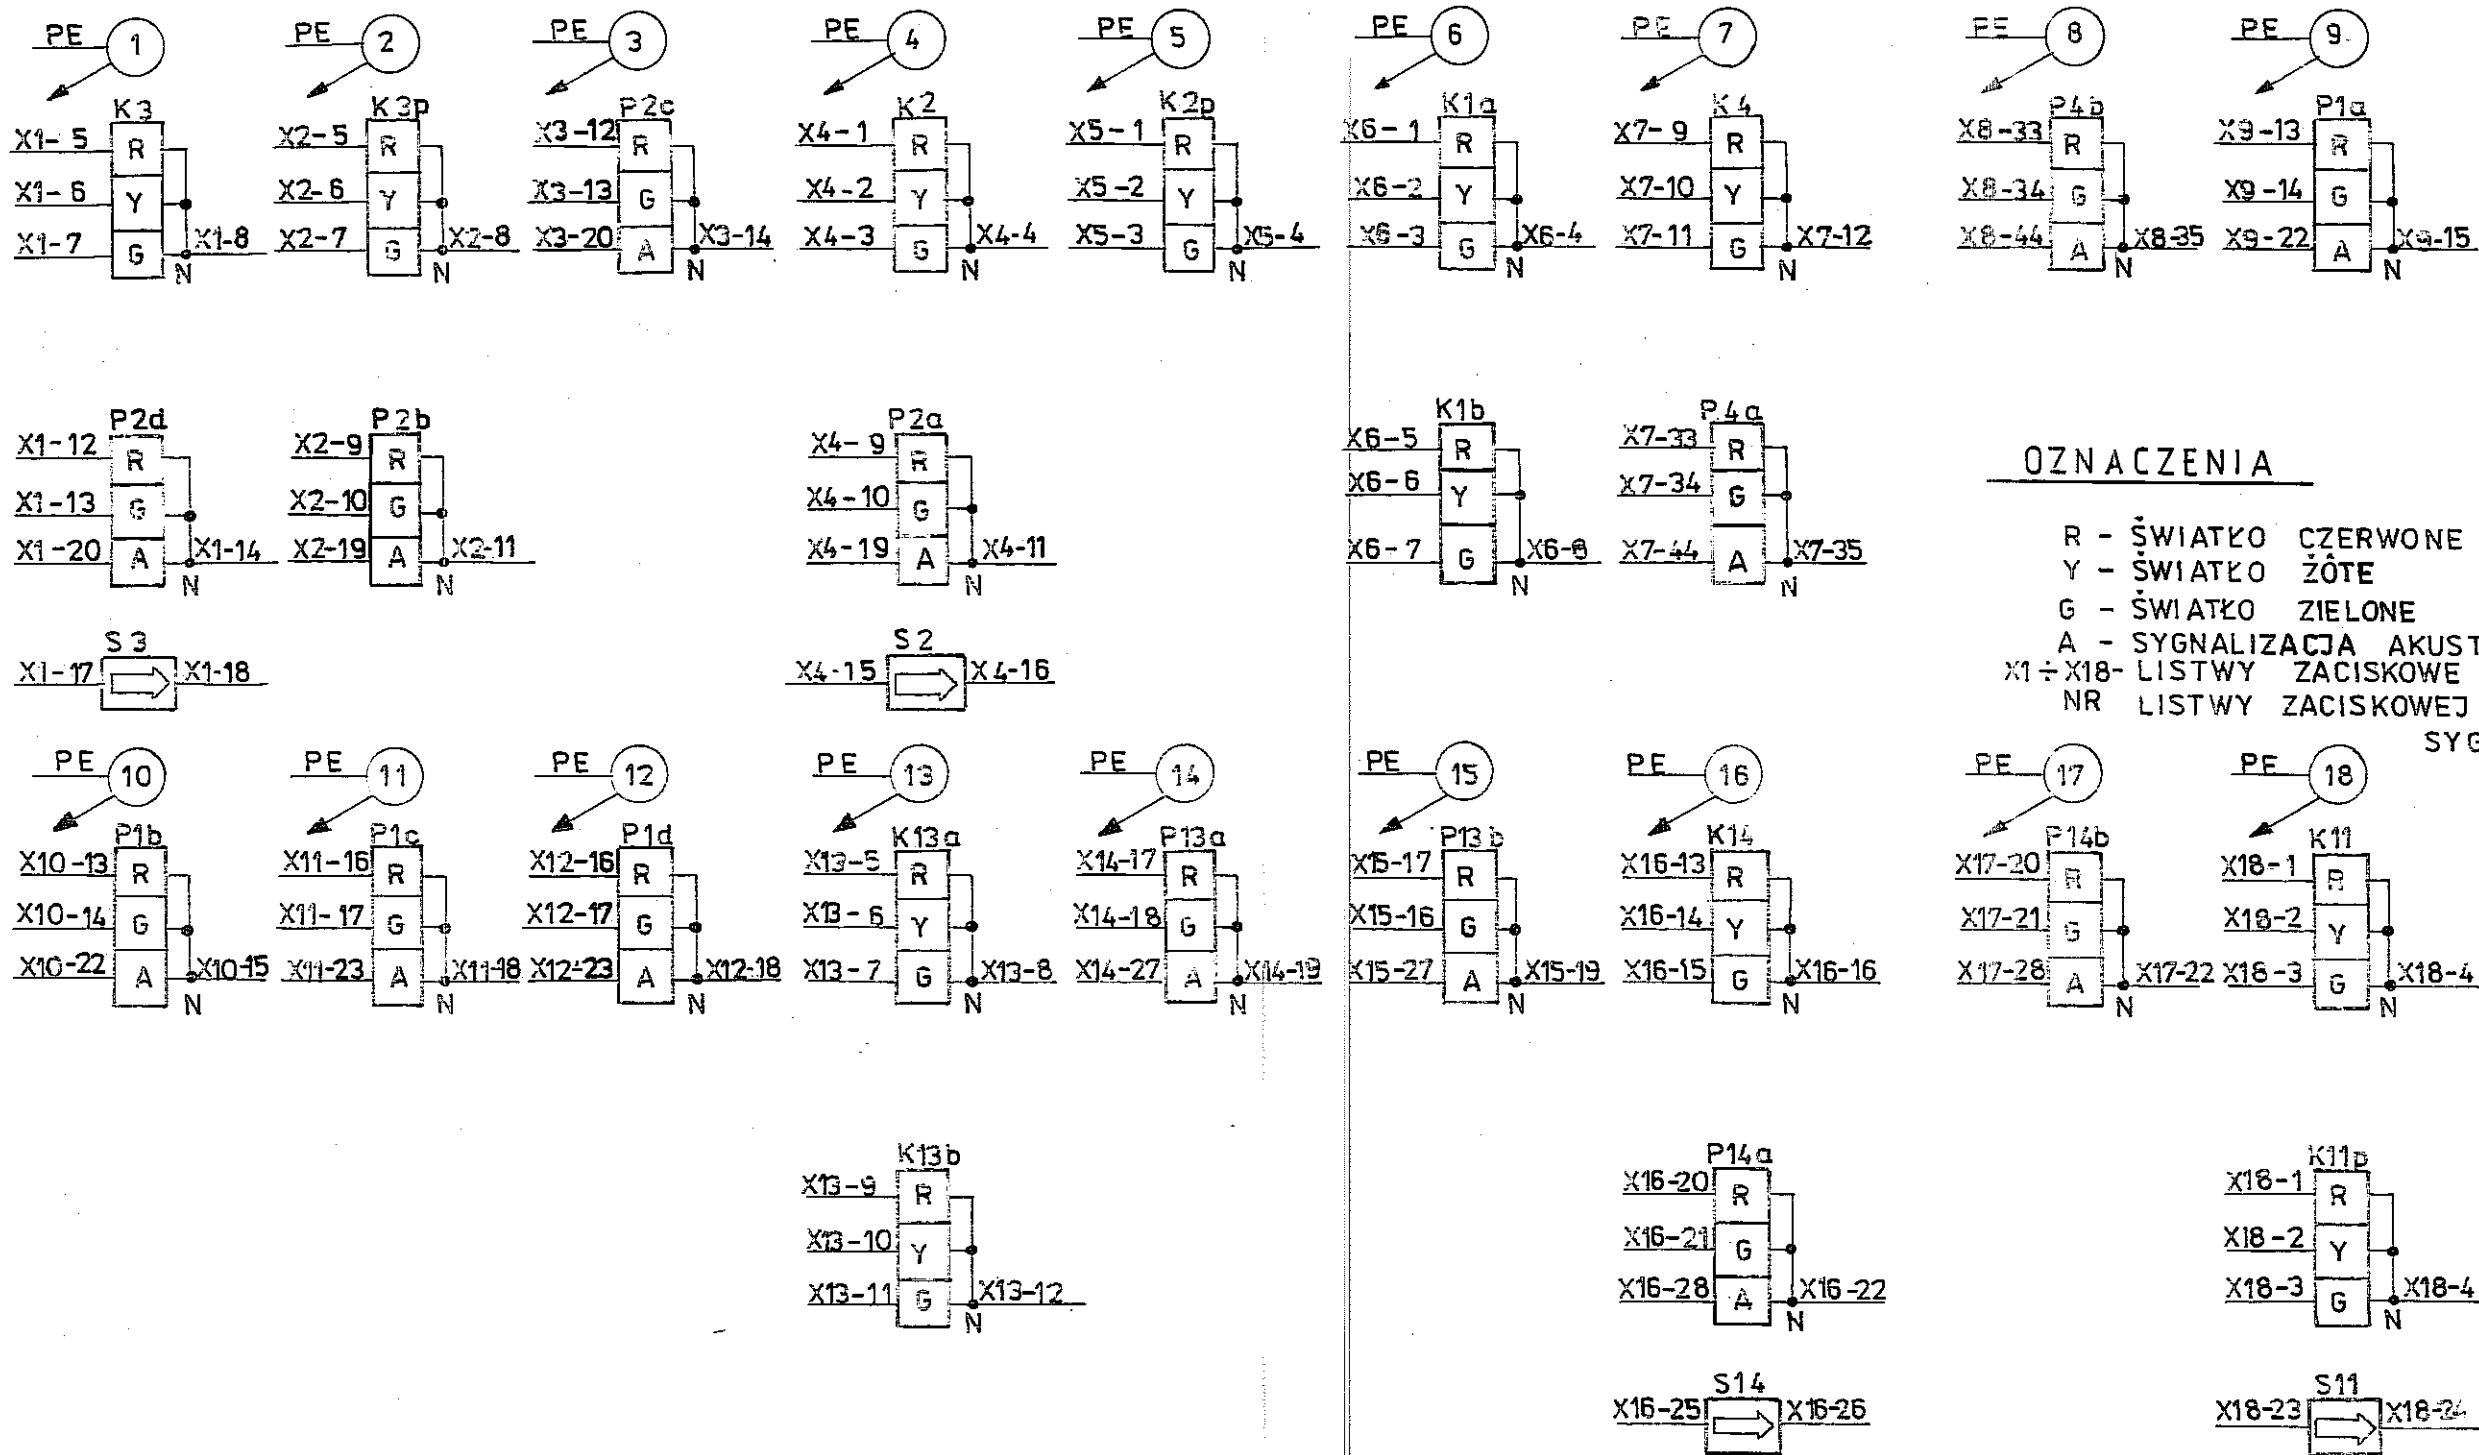 PE 1 PE 2 PE 3 PE 4 PE 5 PE 6 PE 7 PE 8 PE 9
K3 K3p P2c K2 K2p K1a K4 P4b P1a
X1-5 R X2-5 R X3-12 R X4-1 R X5-1 R X6-1 R X7-9 R X8-33 R X9-13 R
X1-6 Y X2-6 Y X3-13 G X4-2 Y X5-2 Y X6-2 Y X7-10 Y X8-34 G X9-14 G
X1-7 G X1-8 X2-7 G X2-8 X3-20 A X3-14 X4-3 G X4-4 X5-3 G X5-4 X6-3 G X6-4 X7-11 G X7-12 X8-44 A X8-35 X9-22 A X9-15
N N N N N N N N N
P2d P2b P2a K1b P4a
X1-12 R X2-9 R X4-9 R X6-5 R X7-33 R
X1-13 G X2-10 G X4-10 G X6-6 Y X7-34 G
X1-20 A X1-14 X2-19 A X2-11 X4-19 A X4-11 X6-7 G X6-8 X7-44 A X7-35
N N N N N
S3 S2
X1-17 X1-18 X4-15 X4-16
OZNACZENIA
R - ŚWIATŁO CZERWONE
Y - ŚWIATŁO ŻÓTE
G - ŚWIATŁO ZIELONE
A - SYGNALIZACJA AKUST
X1÷X18- LISTWY ZACISKOWE
NR LISTWY ZACISKOWEJ
SYG
PE 10 PE 11 PE 12 PE 13 PE 14 PE 15 PE 16 PE 17 PE 18
P1b P1c P1d K13a P13a P13b K14 P14b K11
X10-13 R X11-16 R X12-16 R X13-5 R X14-17 R X15-17 R X16-13 R X17-20 R X18-1 R
X10-14 G X11-17 G X12-17 G X13-6 Y X14-18 G X15-16 G X16-14 Y X17-21 G X18-2 Y
X10-22 A X10-15 X11-23 A X11-18 X12-23 A X12-18 X13-7 G X13-8 X14-27 A X14-19 X15-27 A X15-19 X16-15 G X16-16 X17-28 A X17-22 X18-3 G X18-4
N N N N N N N N N
K13b P14a K11p
X13-9 R X16-20 R X18-1 R
X13-10 Y X16-21 G X18-2 Y
X13-11 G X13-12 X16-28 A X16-22 X18-3 G X18-4
N N N
S14 S11
X16-25 X16-26 X18-23 X18-24